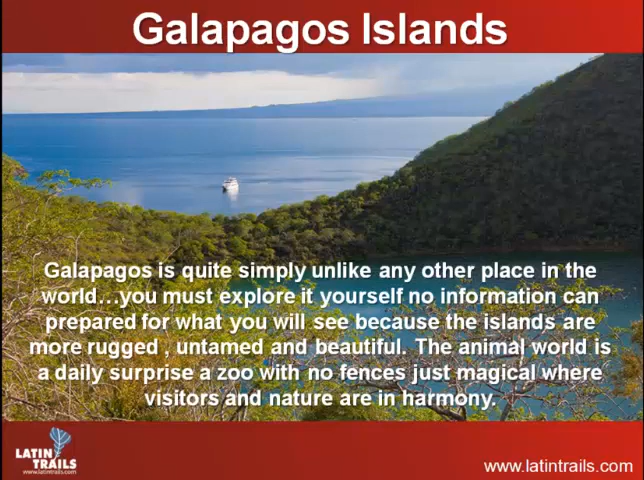 Galapagos Islands
Galapagos is quite simply unlike any other place in the
world…you must explore it yourself no information can
prepared for what you will see because the islands are
more rugged , untamed and beautiful. The animal world is
a daily surprise a zoo with no fences just magical where
visitors and nature are in harmony.
LATIN
TRAILS
www.latintrails.com
www.latintrails.com